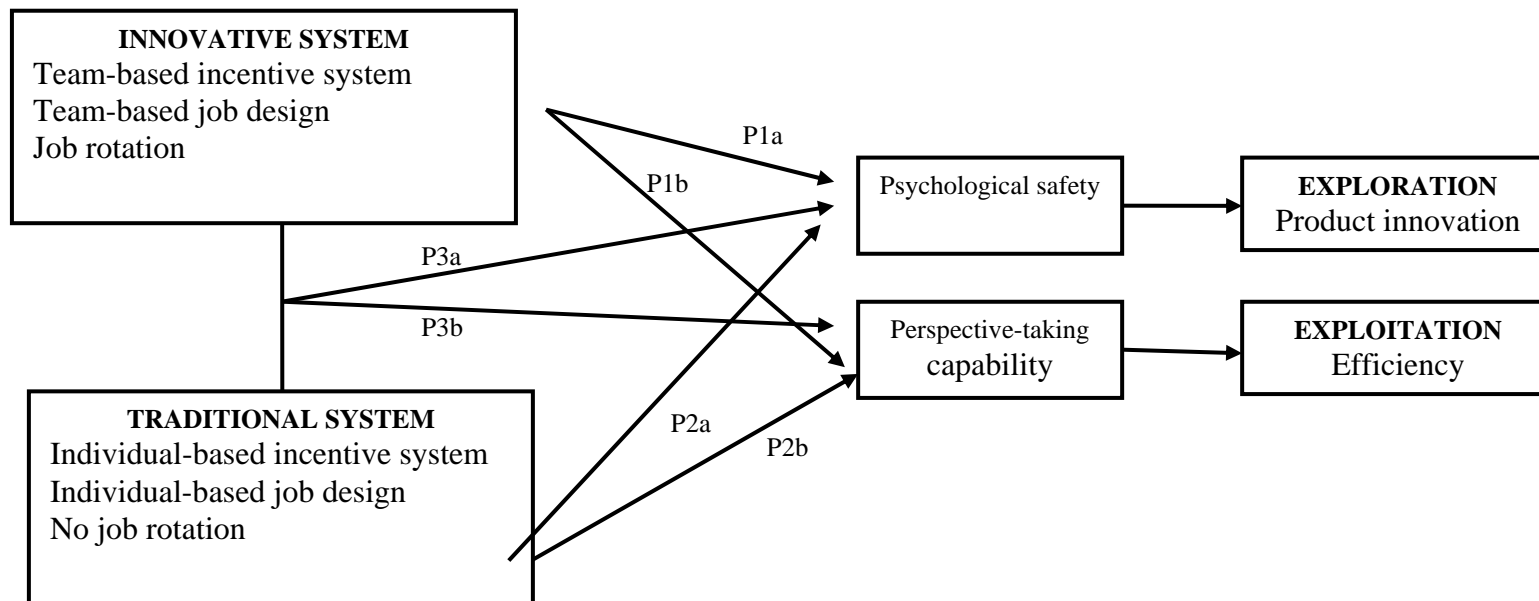 INNOVATIVE SYSTEM
Team-based incentive system
Team-based job design
Job rotation
P1a
P1b
Psychological safety
EXPLORATION
Product innovation
P3a
P3b
Perspective-taking
capability
EXPLOITATION
Efficiency
TRADITIONAL SYSTEM
Individual-based incentive system
Individual-based job design
No job rotation
P2a
P2b